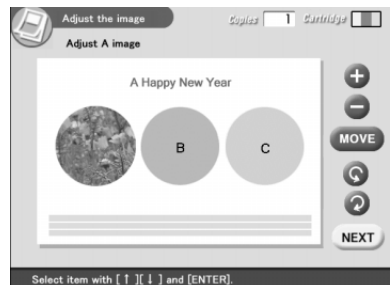 Adjust the image
Copies 1 Cartridge
Adjust A image
A Happy New Year
B
C
+
−
MOVE
NEXT
Select item with [ ↑ ][ ↓ ] and [ENTER].